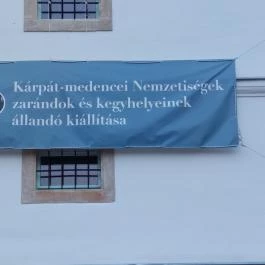 Kárpát-medencei Nemzetiségek
zarándok és kegyhelyeinek
állandó kiállítása